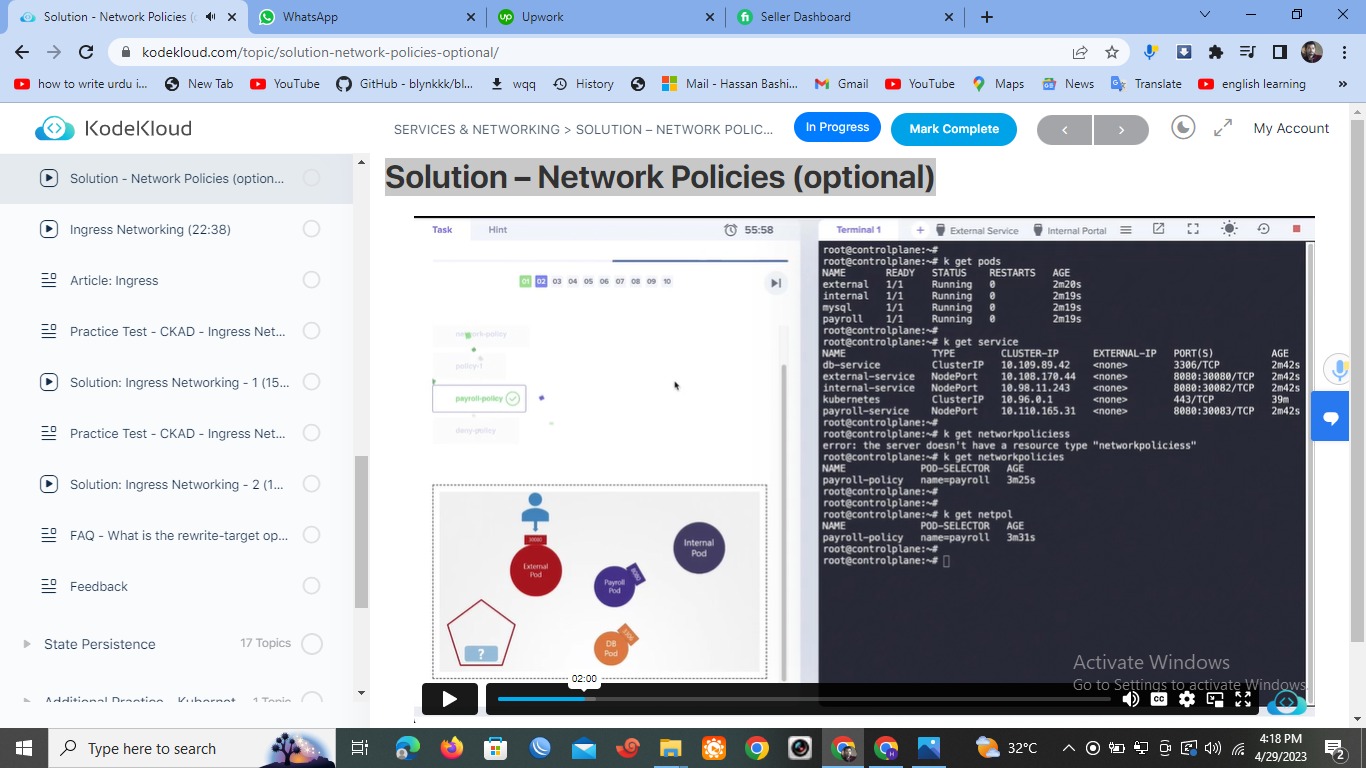 Solution - Network Policies (
WhatsApp
Upwork
Seller Dashboard
kodekloud.com/topic/solution-network-policies-optional/
how to write urdu i...
New Tab
YouTube
GitHub - blynkkk/bl...
wqq
History
Mail - Hassan Bashi...
Gmail
YouTube
Maps
News
Translate
english learning
»
KodeKloud
SERVICES & NETWORKING > SOLUTION – NETWORK POLIC...
In Progress
Mark Complete
<
>
My Account
Solution - Network Policies (option...
Ingress Networking (22:38)
Article: Ingress
Practice Test - CKAD - Ingress Net...
Solution: Ingress Networking - 1 (15...
Practice Test - CKAD - Ingress Net...
Solution: Ingress Networking - 2 (1...
FAQ - What is the rewrite-target op...
Feedback
State Persistence
17 Topics
Additional Practice - Kubernet...
1 Topic
Solution – Network Policies (optional)
Task
Hint
55:58
01 02 03 04 05 06 07 08 09 10
network-policy
policy-1
payroll-policy
deny-policy
30080
External
Pod
Internal
Pod
Payroll
Pod
8080
DB
Pod
3306
?
Terminal 1
+
External Service
Internal Portal
root@controlplane:~#
root@controlplane:~# k get pods
NAME READY STATUS RESTARTS AGE
external 1/1 Running 0 2m20s
internal 1/1 Running 0 2m19s
mysql 1/1 Running 0 2m19s
payroll 1/1 Running 0 2m19s
root@controlplane:~#
root@controlplane:~# k get service
NAME TYPE CLUSTER-IP EXTERNAL-IP PORT(S) AGE
db-service ClusterIP 10.109.89.42 <none> 3306/TCP 2m42s
external-service NodePort 10.108.170.44 <none> 8080:30080/TCP 2m42s
internal-service NodePort 10.98.11.243 <none> 8080:30082/TCP 2m42s
kubernetes ClusterIP 10.96.0.1 <none> 443/TCP 39m
payroll-service NodePort 10.110.165.31 <none> 8080:30083/TCP 2m42s
root@controlplane:~#
root@controlplane:~# k get networkpoliciess
error: the server doesn't have a resource type "networkpoliciess"
root@controlplane:~# k get networkpolicies
NAME POD-SELECTOR AGE
payroll-policy name=payroll 3m25s
root@controlplane:~#
root@controlplane:~#
root@controlplane:~# k get netpol
NAME POD-SELECTOR AGE
payroll-policy name=payroll 3m31s
root@controlplane:~#
root@controlplane:~#
Activate Windows
Go to Settings to activate Windows.
02:00
CC
Type here to search
32°C
4:18 PM
4/29/2023
2